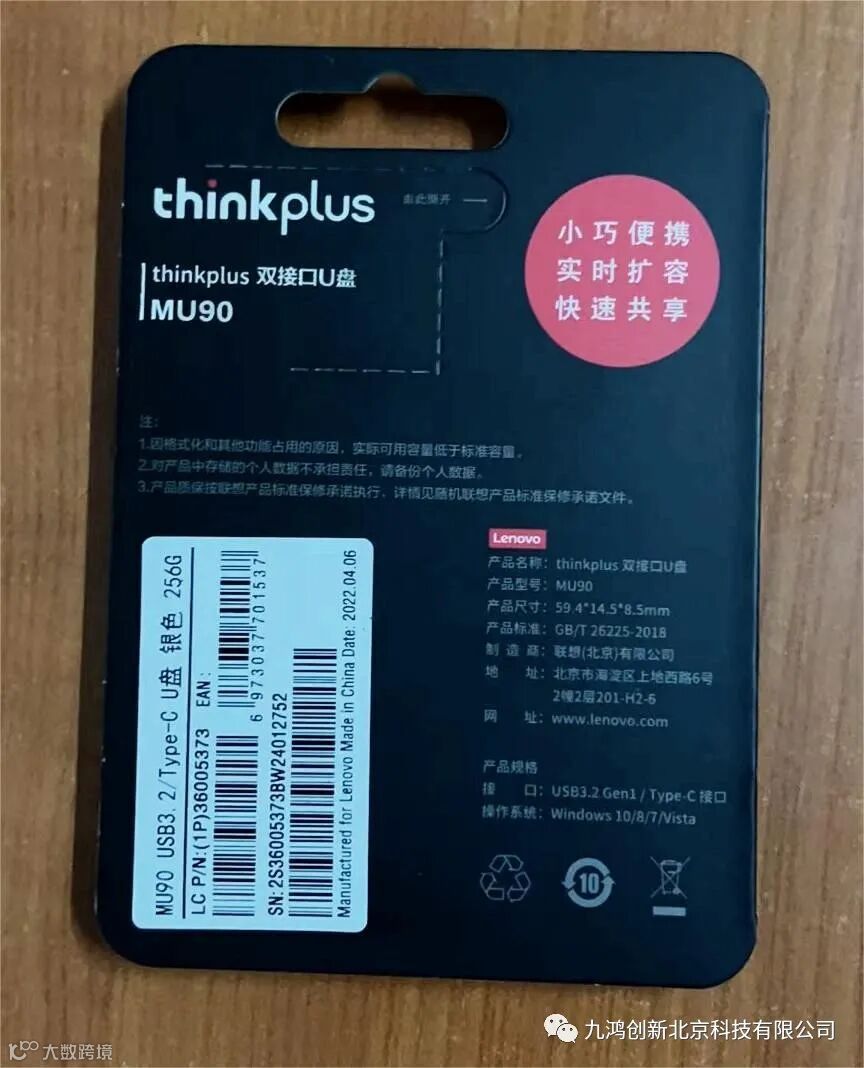 thinkplus
由此撕开
thinkplus 双接口U盘
MU90
小巧便携
实时扩容
快速共享
注:
1.因格式化和其他功能占用的原因，实际可用容量低于标准容量。
2.对产品中存储的个人数据不承担责任，请备份个人数据。
3.产品质保按联想产品标准保修承诺执行，详情见随机联想产品标准保修承诺文件。
MU90 USB3.2/Type-C U盘 银色 256G
LC P/N:(1P)36005373 EAN:
6 973037 701537
SN:2S36005373BW24012752
Manufactured for Lenovo Made in China Date: 2022.04.06
Lenovo
产品名称：thinkplus 双接口U盘
产品型号：MU90
产品尺寸：59.4*14.5*8.5mm
产品标准：GB/T 26225-2018
制造商：联想(北京)有限公司
地址：北京市海淀区上地西路6号
2幢2层201-H2-6
网址：www.lenovo.com
产品规格
接口：USB3.2 Gen1 / Type-C 接口
操作系统：Windows 10/8/7/Vista
10
九鸿创新北京科技有限公司
大数跨境